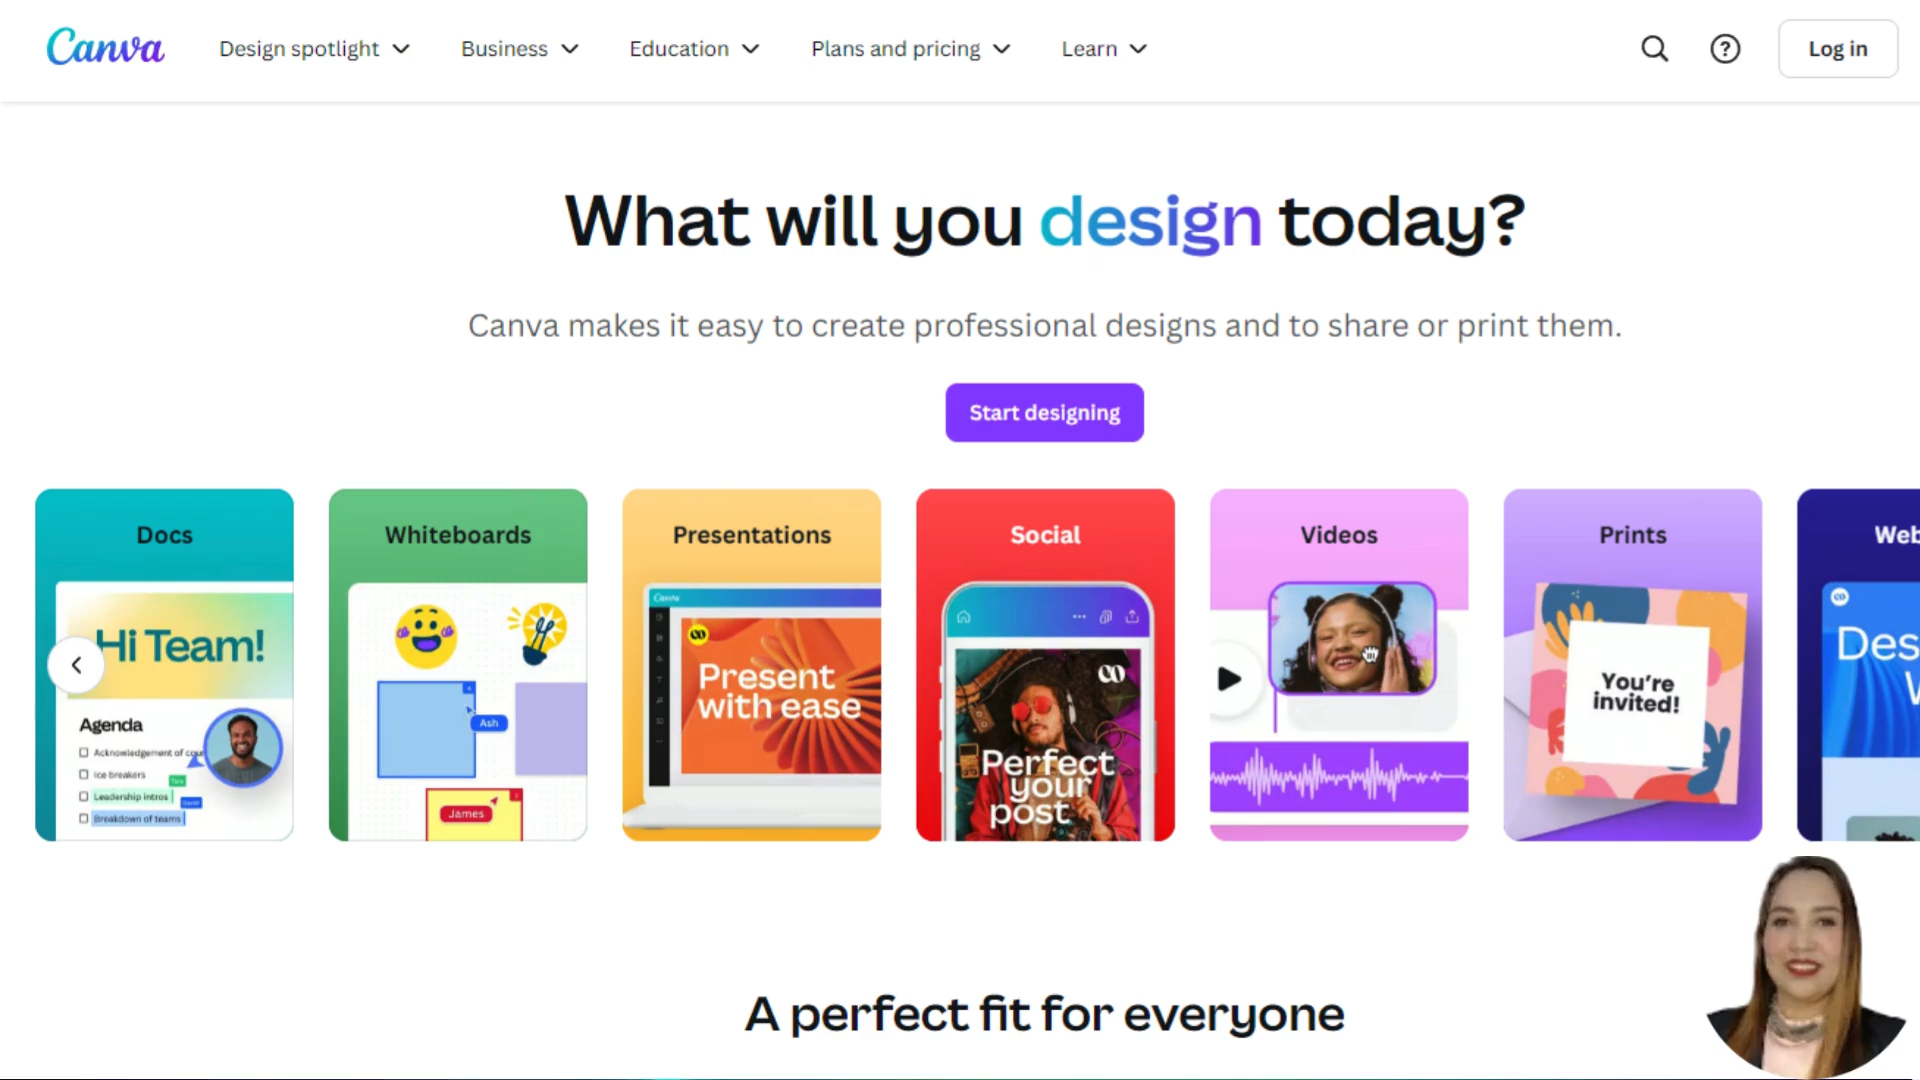 Canva
Design spotlight
Business
Education
Plans and pricing
Learn
Log in
What will you design today?
Canva makes it easy to create professional designs and to share or print them.
Start designing
Docs
Hi Team!
Agenda
Ice breakers
Leadership intros
Breakdown of teams
Whiteboards
Ash
James
Presentations
Canva
Present
with ease
Social
Perfect
your
post
Videos
Prints
You're
invited!
Web
Des
W
A perfect fit for everyone